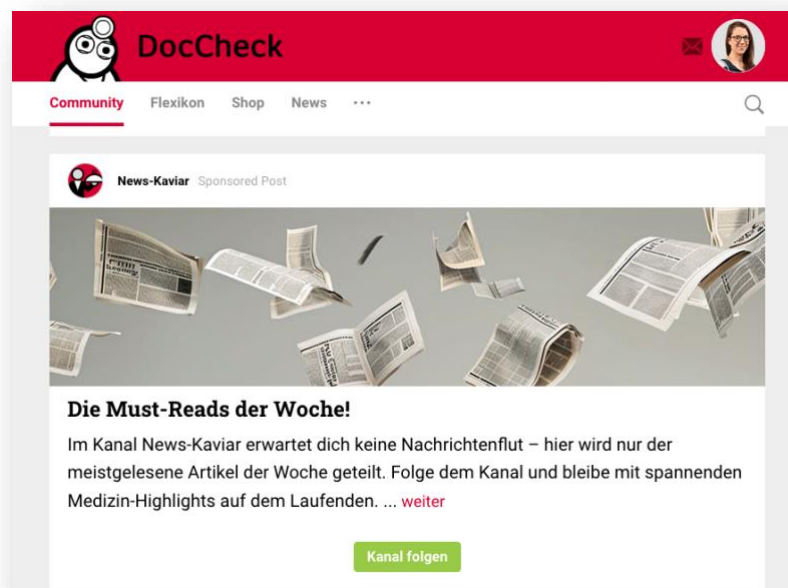 DocCheck
Community Flexikon Shop News ...
News-Kaviar Sponsored Post
Die Must-Reads der Woche!
Im Kanal News-Kaviar erwartet dich keine Nachrichtenflut – hier wird nur der
meistgelesene Artikel der Woche geteilt. Folge dem Kanal und bleibe mit spannenden
Medizin-Highlights auf dem Laufenden. ... weiter
Kanal folgen